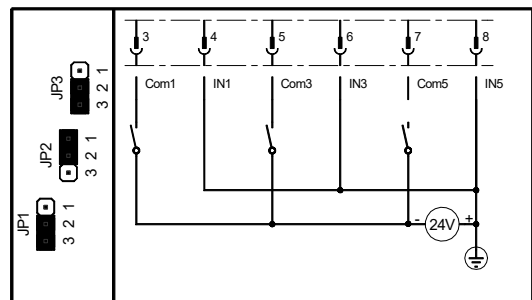 3 4 5 6 7 8
Com1 IN1 Com3 IN3 Com5 IN5
JP3
3 2 1
JP2
3 2 1
JP1
3 2 1
- 24V +